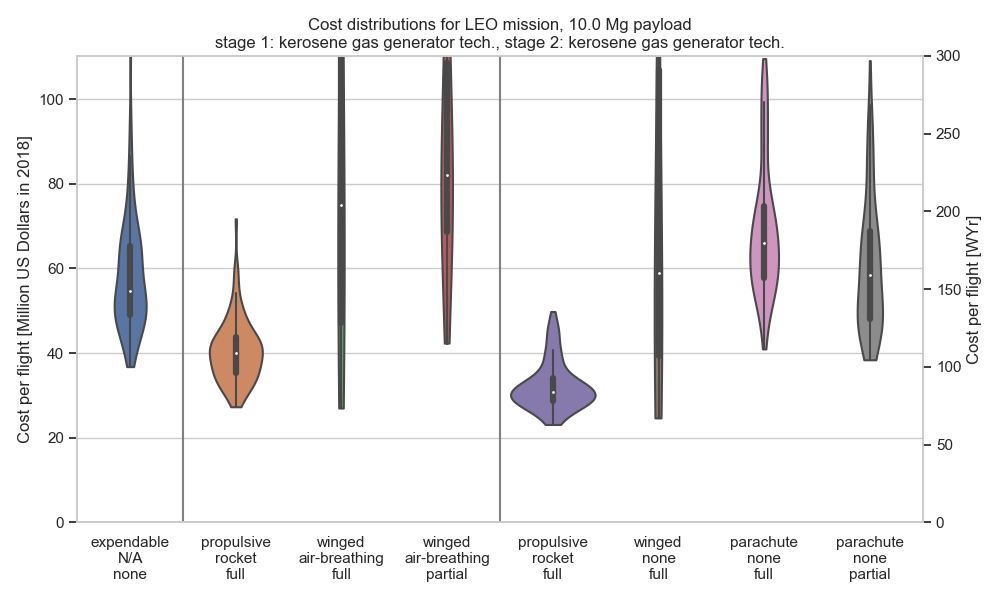 Cost distributions for LEO mission, 10.0 Mg payload
stage 1: kerosene gas generator tech., stage 2: kerosene gas generator tech.
Cost per flight [Million US Dollars in 2018]
100
80
60
40
20
0
300
250
200
150
100
50
0
Cost per flight [WYr]
expendable
N/A
none
propulsive
rocket
full
winged
air-breathing
full
winged
air-breathing
partial
propulsive
rocket
full
winged
none
full
parachute
none
full
parachute
none
partial